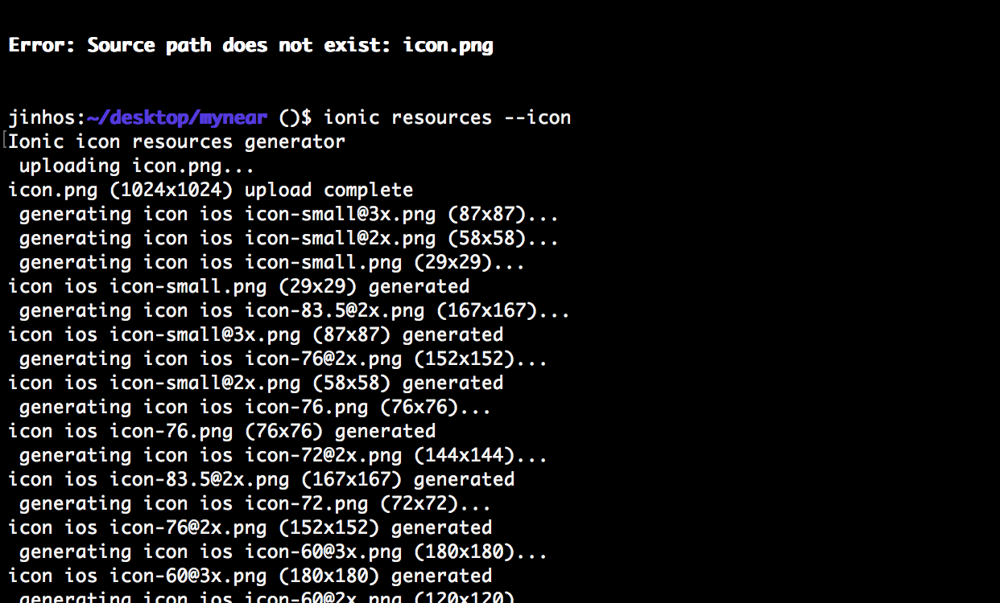 Error: Source path does not exist: icon.png
jinhos:~/desktop/mynear ()$ ionic resources --icon
Ionic icon resources generator
uploading icon.png...
icon.png (1024x1024) upload complete
generating icon ios icon-small@3x.png (87x87)...
generating icon ios icon-small@2x.png (58x58)...
generating icon ios icon-small.png (29x29)...
icon ios icon-small.png (29x29) generated
generating icon ios icon-83.5@2x.png (167x167)...
icon ios icon-small@3x.png (87x87) generated
generating icon ios icon-76@2x.png (152x152)...
icon ios icon-small@2x.png (58x58) generated
generating icon ios icon-76.png (76x76)...
icon ios icon-76.png (76x76) generated
generating icon ios icon-72@2x.png (144x144)...
icon ios icon-83.5@2x.png (167x167) generated
generating icon ios icon-72.png (72x72)...
icon ios icon-76@2x.png (152x152) generated
generating icon ios icon-60@3x.png (180x180)...
icon ios icon-60@3x.png (180x180) generated
generating icon ios icon-60@2x.png (120x120)